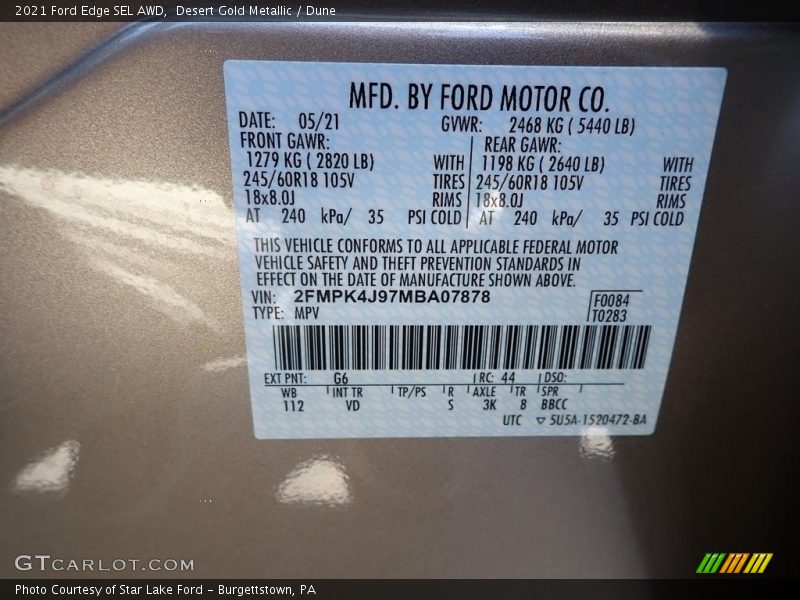 2021 Ford Edge SEL AWD,  Desert Gold Metallic / Dune
MFD. BY FORD MOTOR CO.
DATE: 05/21 GVWR: 2468 KG ( 5440 LB)
FRONT GAWR: REAR GAWR:
1279 KG ( 2820 LB) WITH 1198 KG ( 2640 LB) WITH
245/60R18 105V TIRES 245/60R18 105V TIRES
18x8.0J RIMS 18x8.0J RIMS
AT 240 kPa/ 35 PSI COLD AT 240 kPa/ 35 PSI COLD
THIS VEHICLE CONFORMS TO ALL APPLICABLE FEDERAL MOTOR
VEHICLE SAFETY AND THEFT PREVENTION STANDARDS IN
EFFECT ON THE DATE OF MANUFACTURE SHOWN ABOVE.
VIN: 2FMPK4J97MBA07878 F0084
TYPE: MPV T0283
EXT PNT: G6 RC: 44 DSO:
WB INT TR TP/PS R AXLE TR SPR
112 VD S 3K 8 BBCC
UTC ▽ 5U5A-1520472-BA
GTCARLOT.COM
Photo Courtesy of Star Lake Ford - Burgettstown, PA